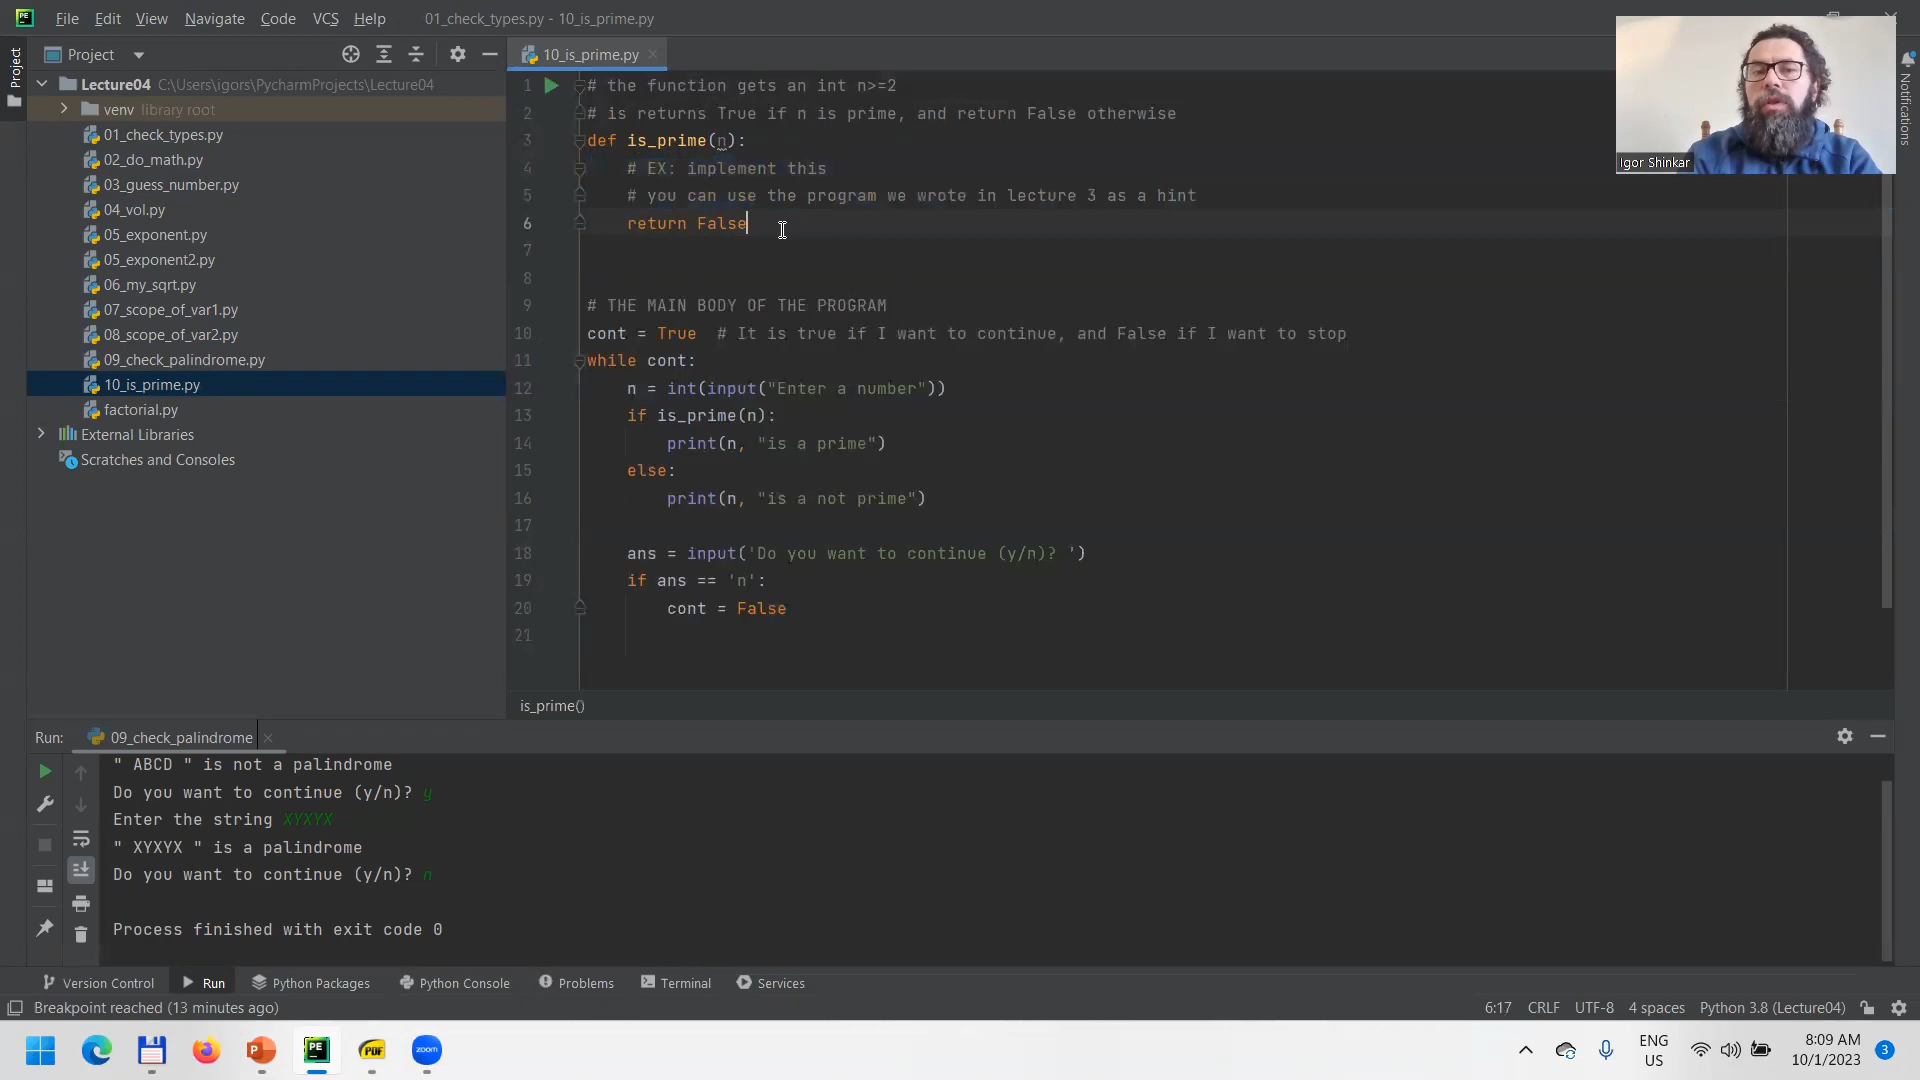 File Edit View Navigate Code VCS Help 01_check_types.py - 10_is_prime.py
Project
Project
10_is_prime.py
Lecture04 C:\Users\igors\PycharmProjects\Lecture04
venv library root
01_check_types.py
02_do_math.py
03_guess_number.py
04_vol.py
05_exponent.py
05_exponent2.py
06_my_sqrt.py
07_scope_of_var1.py
08_scope_of_var2.py
09_check_palindrome.py
10_is_prime.py
factorial.py
External Libraries
Scratches and Consoles
1 # the function gets an int n>=2
2 # is returns True if n is prime, and return False otherwise
3 def is_prime(n):
4 # EX: implement this
5 # you can use the program we wrote in lecture 3 as a hint
6 return False
7
8
9 # THE MAIN BODY OF THE PROGRAM
10 cont = True # It is true if I want to continue, and False if I want to stop
11 while cont:
12 n = int(input("Enter a number"))
13 if is_prime(n):
14 print(n, "is a prime")
15 else:
16 print(n, "is a not prime")
17
18 ans = input('Do you want to continue (y/n)? ')
19 if ans == 'n':
20 cont = False
21
is_prime()
Igor Shinkar
Notifications
Run: 09_check_palindrome
" ABCD " is not a palindrome
Do you want to continue (y/n)? y
Enter the string XYXYX
" XYXYX " is a palindrome
Do you want to continue (y/n)? n
Process finished with exit code 0
Version Control Run Python Packages Python Console Problems Terminal Services
Breakpoint reached (13 minutes ago) 6:17 CRLF UTF-8 4 spaces Python 3.8 (Lecture04)
PE
PDF
zoom
ENG
US
8:09 AM
10/1/2023
3